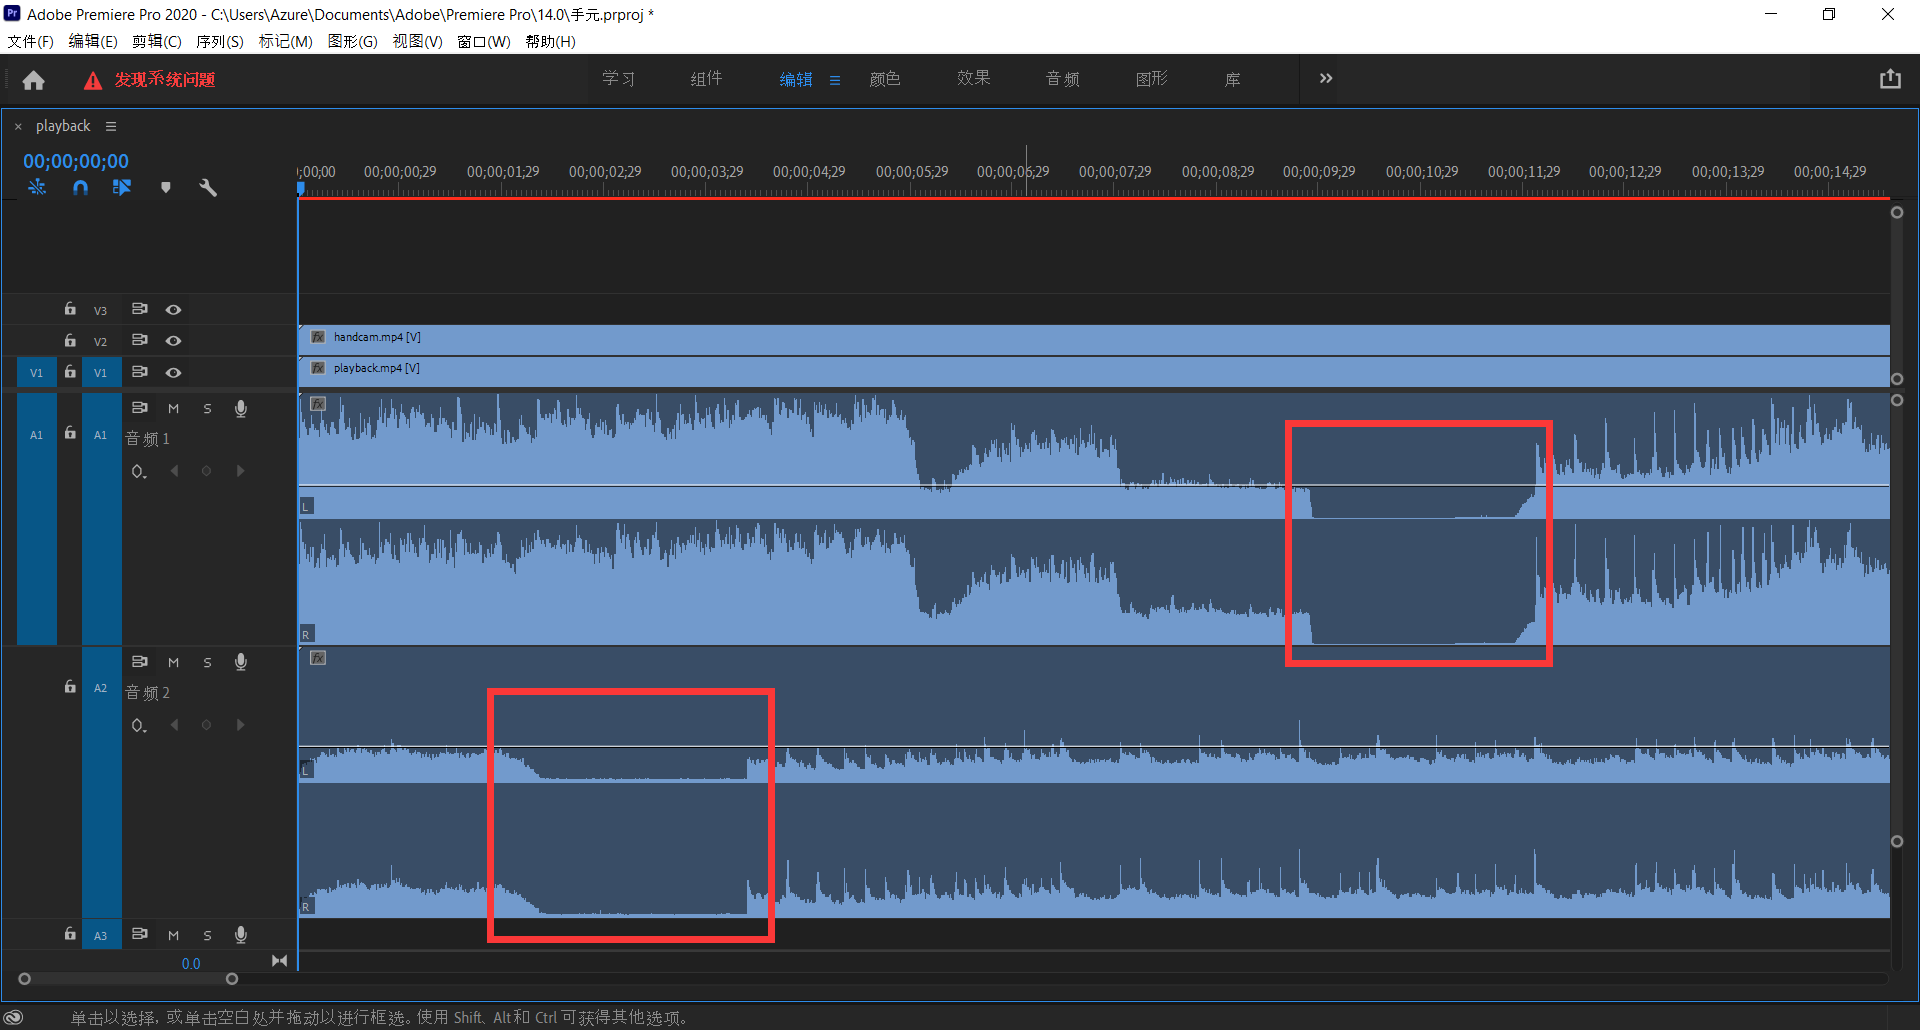 Pr Adobe Premiere Pro 2020 - C:\Users\Azure\Documents\Adobe\Premiere Pro\14.0\手元.prproj *
文件(F) 编辑(E) 剪辑(C) 序列(S) 标记(M) 图形(G) 视图(V) 窗口(W) 帮助(H)
发现系统问题 学习 组件 编辑 颜色 效果 音频 图形 库
× playback
00;00;00;00
;00;00 00;00;00;29 00;00;01;29 00;00;02;29 00;00;03;29 00;00;04;29 00;00;05;29 00;00;06;29 00;00;07;29 00;00;08;29 00;00;09;29 00;00;10;29 00;00;11;29 00;00;12;29 00;00;13;29 00;00;14;29
V3
V2 fx handcam.mp4 [V]
V1 V1 fx playback.mp4 [V]
M S fx
A1 A1 音频 1
L
R
M S fx
A2 音频 2
L
R
A3 M S
0.0
单击以选择, 或单击空白处并拖动以进行框选。使用 Shift、Alt 和 Ctrl 可获得其他选项。